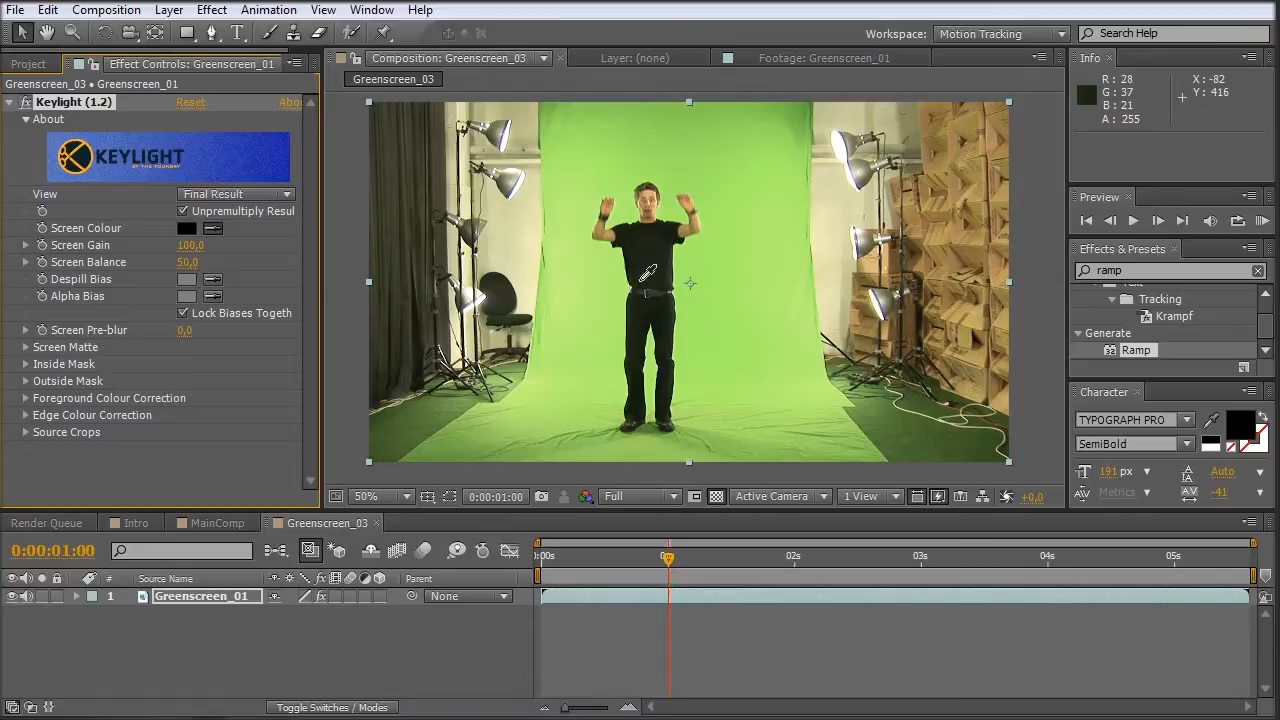 File Edit Composition Layer Effect Animation View Window Help
Workspace: Motion Tracking Search Help
Project Effect Controls: Greenscreen_01 Composition: Greenscreen_03 Layer: (none) Footage: Greenscreen_01 Info
Greenscreen_03 • Greenscreen_01 Greenscreen_03
Keylight (1.2) Reset Abo
About
KEYLIGHT
BY THE FOUNDRY
View Final Result
Unpremultiply Resul
Screen Colour
Screen Gain 100,0
Screen Balance 50,0
Despill Bias
Alpha Bias
Lock Biases Togeth
Screen Pre-blur 0,0
Screen Matte
Inside Mask
Outside Mask
Foreground Colour Correction
Edge Colour Correction
Source Crops
R : 28 X : -82
G : 37 Y : 416
B : 21
A : 255
Preview
Effects & Presets
ramp
Tracking
Krampf
Generate
32 Ramp
Character
TYPOGRAPH PRO
SemiBold
191 px Auto
Metrics -41
50% 0:00:01:00 Full Active Camera 1 View +0,0
Render Queue Intro MainComp Greenscreen_03
0:00:01:00
:00s 02s 03s 04s 05s
# Source Name Parent
1 Greenscreen_01 None
Toggle Switches / Modes